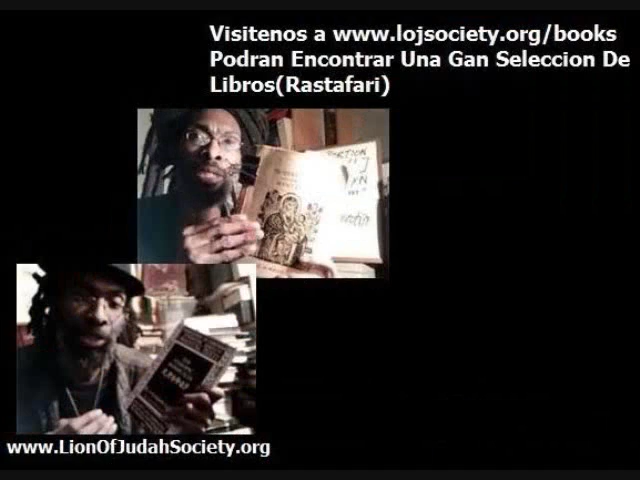 Visitenos a www.lojsociety.org/books
Podran Encontrar Una Gan Seleccion De
Libros(Rastafari)
www.LionOfJudahSociety.org